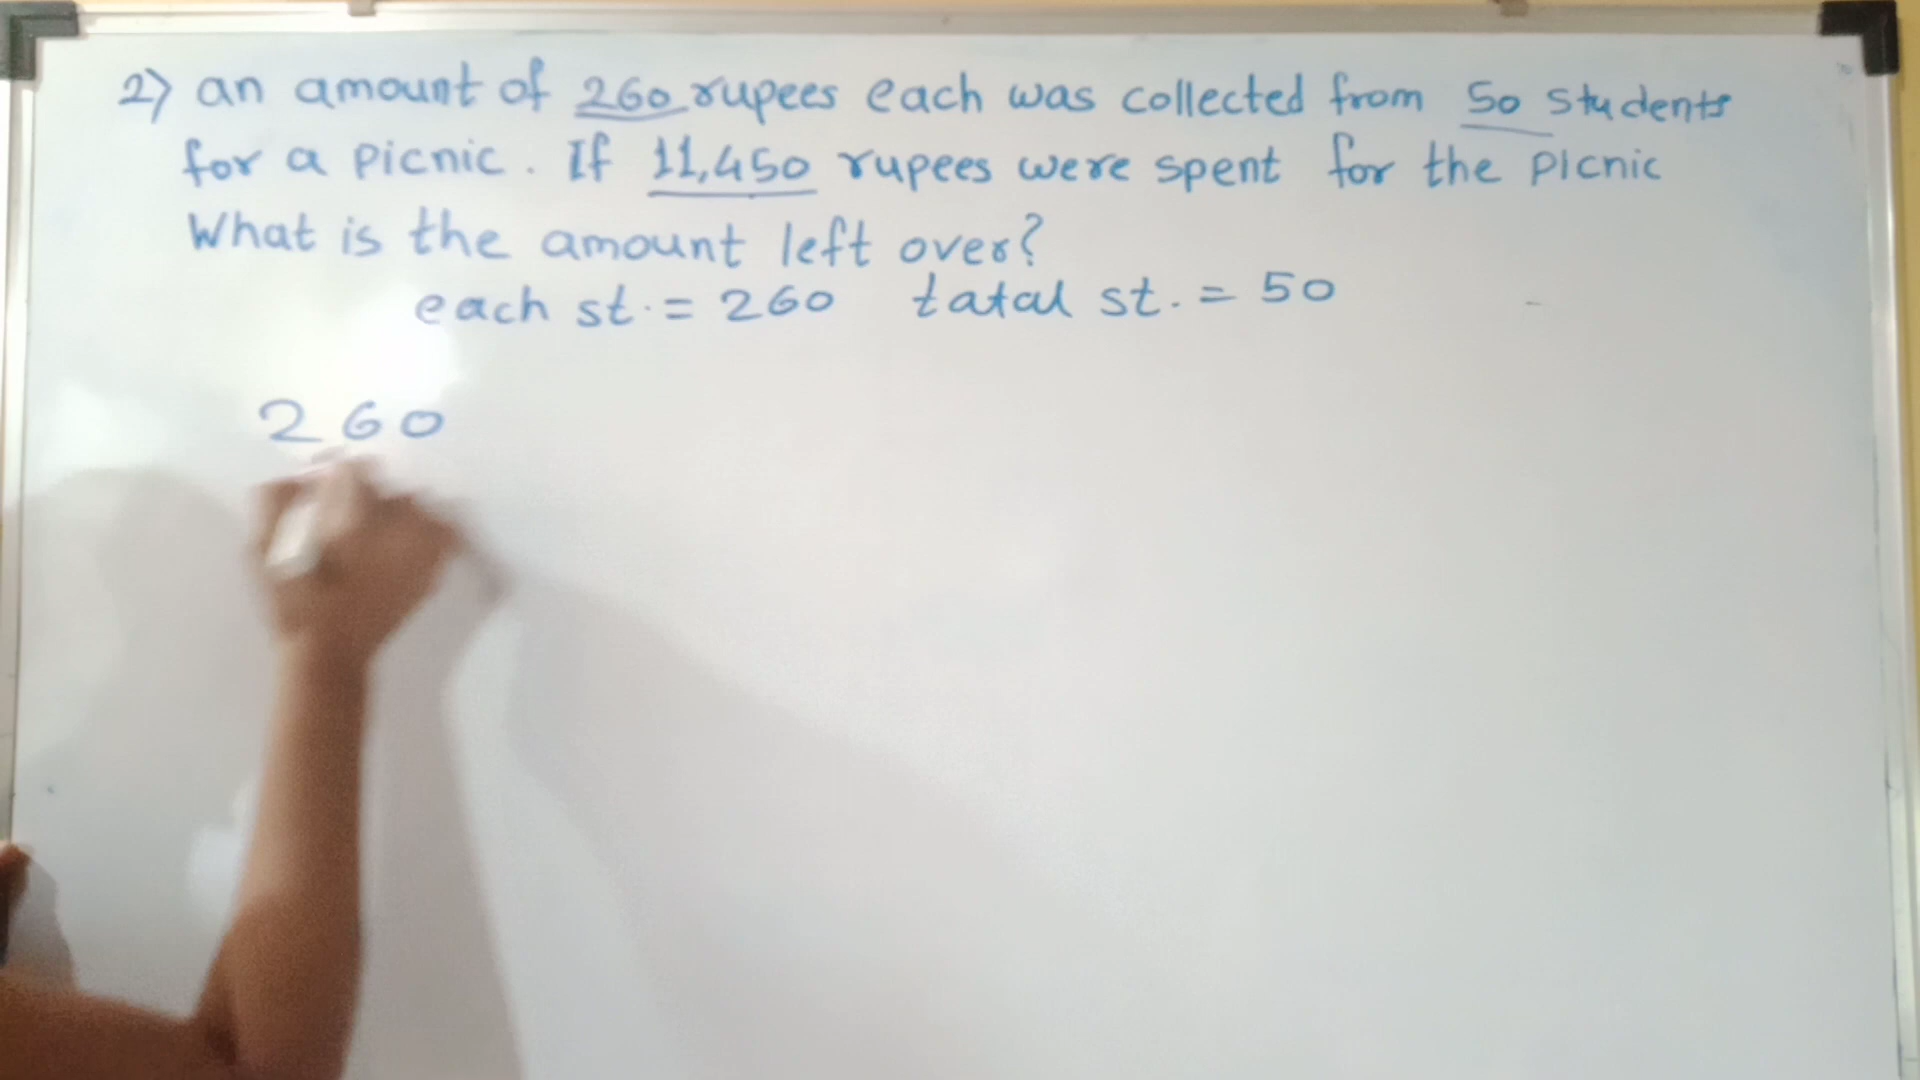 2) an amount of 260 rupees each was collected from 50 students
for a picnic. If 11,450 rupees were spent for the picnic
What is the amount left over?
each st. = 260 tatal st. = 50
260